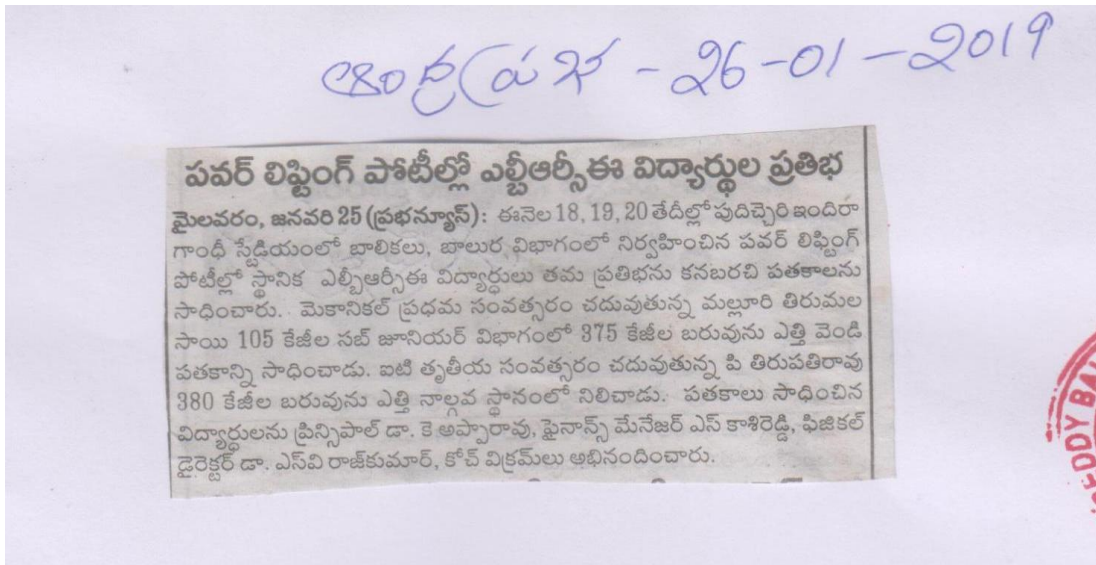 ఆంధ్రప్రభ - 26-01-2019
పవర్ లిఫ్టింగ్ పోటీల్లో ఎల్బీఆర్సీఈ విద్యార్థుల ప్రతిభ
మైలవరం, జనవరి 25 (ప్రభన్యూస్): ఈనెల 18, 19, 20 తేదీల్లో పుదిచ్చెరి ఇందిరా
గాంధీ స్టేడియంలో బాలికలు, బాలుర విభాగంలో నిర్వహించిన పవర్ లిఫ్టింగ్
పోటీల్లో స్థానిక ఎల్బీఆర్సీఈ విద్యార్ధులు తమ ప్రతిభను కనబరచి పతకాలను
సాధించారు. మెకానికల్ ప్రధమ సంవత్సరం చదువుతున్న మల్లూరి తిరుమల
సాయి 105 కేజీల సబ్ జూనియర్ విభాగంలో 375 కేజీల బరువును ఎత్తి వెండి
పతకాన్ని సాధించాడు. ఐటి తృతీయ సంవత్సరం చదువుతున్న పి తిరుపతిరావు
380 కేజీల బరువును ఎత్తి నాల్గవ స్థానంలో నిలిచాడు. పతకాలు సాధించిన
విద్యార్ధులను ప్రిన్సిపాల్ డా. కె.అప్పారావు, ఫైనాన్స్ మేనేజర్ ఎస్ కాశిరెడ్డి, ఫిజికల్
డైరెక్టర్ డా. ఎస్‌వి రాజ్‌కుమార్, కోచ్ విక్రమ్‌లు అభినందించారు.